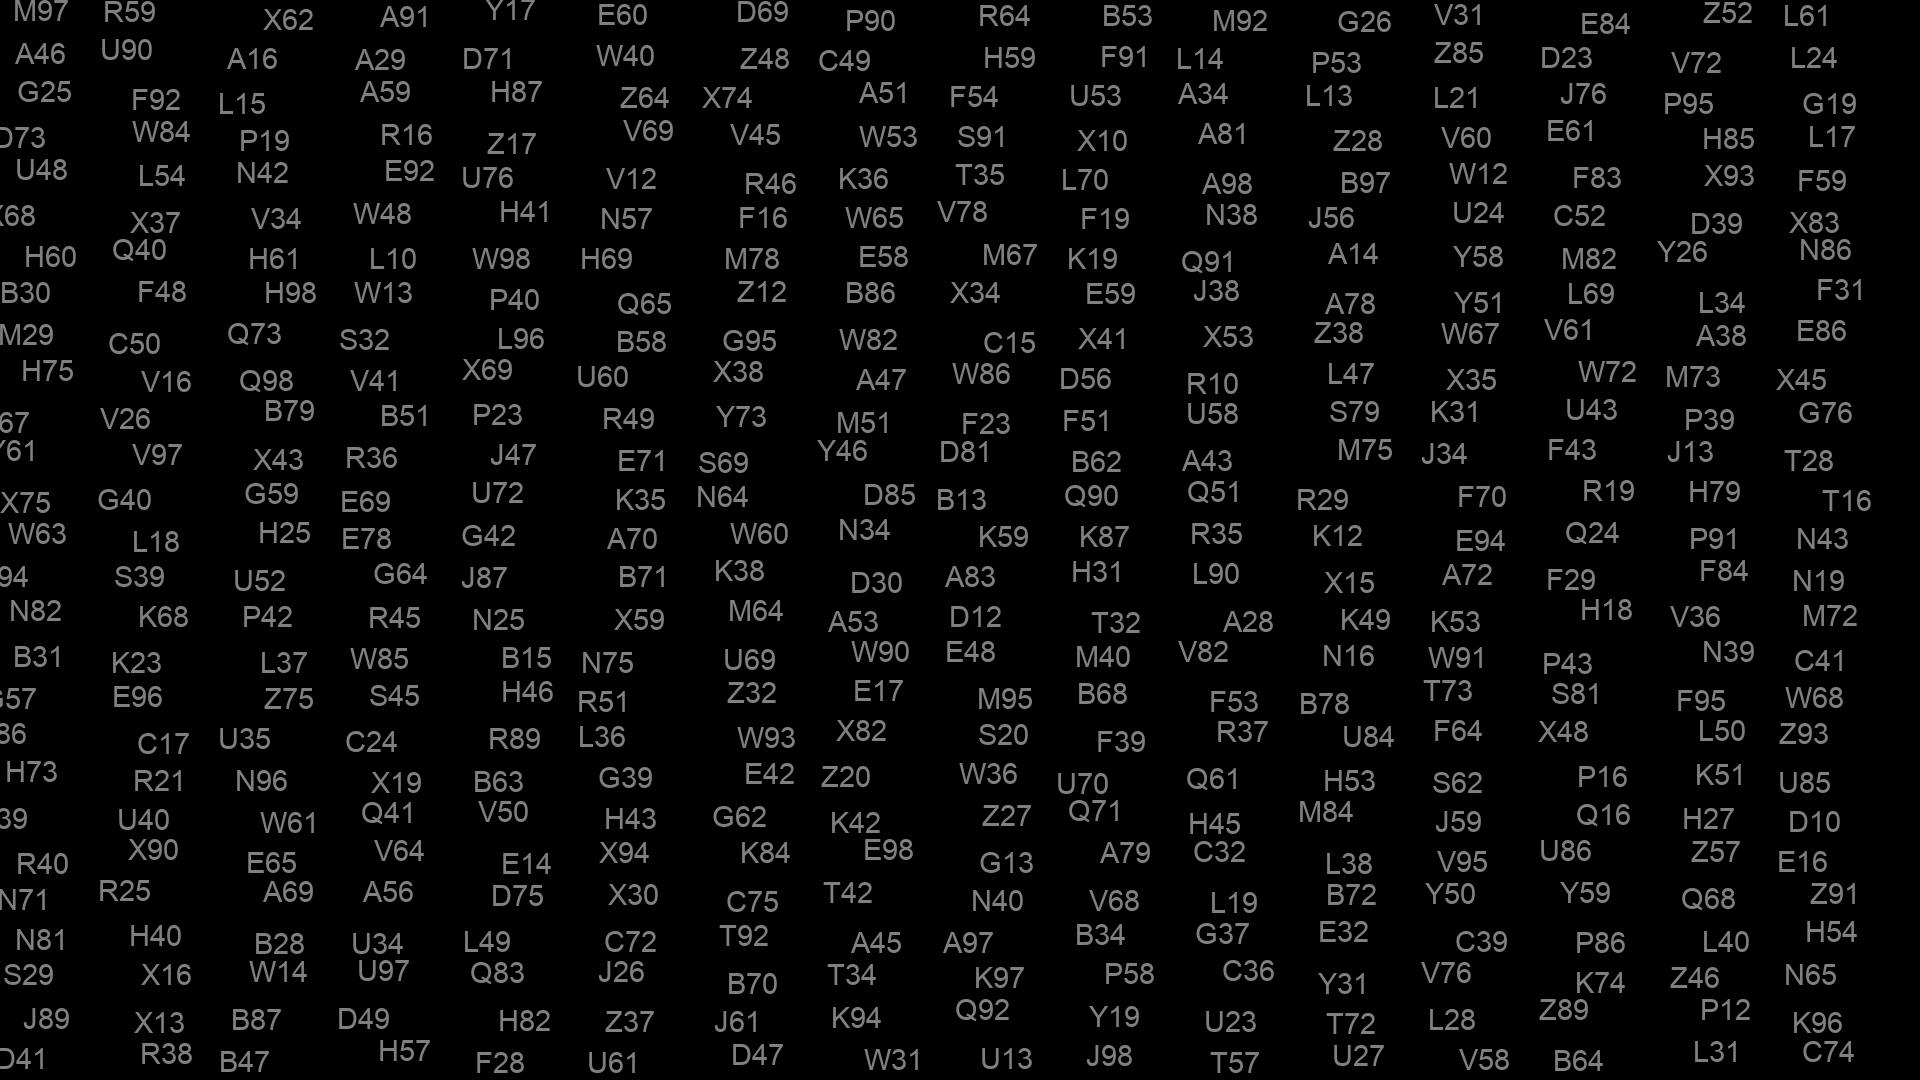 M97 R59 X62 A91 Y17 E60 D69 P90 R64 B53 M92 G26 V31 E84 Z52 L61
A46 U90 A16 A29 D71 W40 Z48 C49 H59 F91 L14 P53 Z85 D23 V72 L24
G25 F92 L15 A59 H87 Z64 X74 A51 F54 U53 A34 L13 L21 J76 P95 G19
D73 W84 P19 R16 Z17 V69 V45 W53 S91 X10 A81 Z28 V60 E61 H85 L17
U48 L54 N42 E92 U76 V12 R46 K36 T35 L70 A98 B97 W12 F83 X93 F59
68 X37 V34 W48 H41 N57 F16 W65 V78 F19 N38 J56 U24 C52 D39 X83
H60 Q40 H61 L10 W98 H69 M78 E58 M67 K19 Q91 A14 Y58 M82 Y26 N86
B30 F48 H98 W13 P40 Q65 Z12 B86 X34 E59 J38 A78 Y51 L69 L34 F31
M29 C50 Q73 S32 L96 B58 G95 W82 C15 X41 X53 Z38 W67 V61 A38 E86
H75 V16 Q98 V41 X69 U60 X38 A47 W86 D56 R10 L47 X35 W72 M73 X45
67 V26 B79 B51 P23 R49 Y73 M51 F23 F51 U58 S79 K31 U43 P39 G76
61 V97 X43 R36 J47 E71 S69 Y46 D81 B62 A43 M75 J34 F43 J13 T28
X75 G40 G59 E69 U72 K35 N64 D85 B13 Q90 Q51 R29 F70 R19 H79 T16
W63 L18 H25 E78 G42 A70 W60 N34 K59 K87 R35 K12 E94 Q24 P91 N43
94 S39 U52 G64 J87 B71 K38 D30 A83 H31 L90 X15 A72 F29 F84 N19
N82 K68 P42 R45 N25 X59 M64 A53 D12 T32 A28 K49 K53 H18 V36 M72
B31 K23 L37 W85 B15 N75 U69 W90 E48 M40 V82 N16 W91 P43 N39 C41
57 E96 Z75 S45 H46 R51 Z32 E17 M95 B68 F53 B78 T73 S81 F95 W68
86 C17 U35 C24 R89 L36 W93 X82 S20 F39 R37 U84 F64 X48 L50 Z93
H73 R21 N96 X19 B63 G39 E42 Z20 W36 U70 Q61 H53 S62 P16 K51 U85
39 U40 W61 Q41 V50 H43 G62 K42 Z27 Q71 H45 M84 J59 Q16 H27 D10
R40 X90 E65 V64 E14 X94 K84 E98 G13 A79 C32 L38 V95 U86 Z57 E16
N71 R25 A69 A56 D75 X30 C75 T42 N40 V68 L19 B72 Y50 Y59 Q68 Z91
N81 H40 B28 U34 L49 C72 T92 A45 A97 B34 G37 E32 C39 P86 L40 H54
S29 X16 W14 U97 Q83 J26 B70 T34 K97 P58 C36 Y31 V76 K74 Z46 N65
J89 X13 B87 D49 H82 Z37 J61 K94 Q92 Y19 U23 T72 L28 Z89 P12 K96
D41 R38 B47 H57 F28 U61 D47 W31 U13 J98 T57 U27 V58 B64 L31 C74